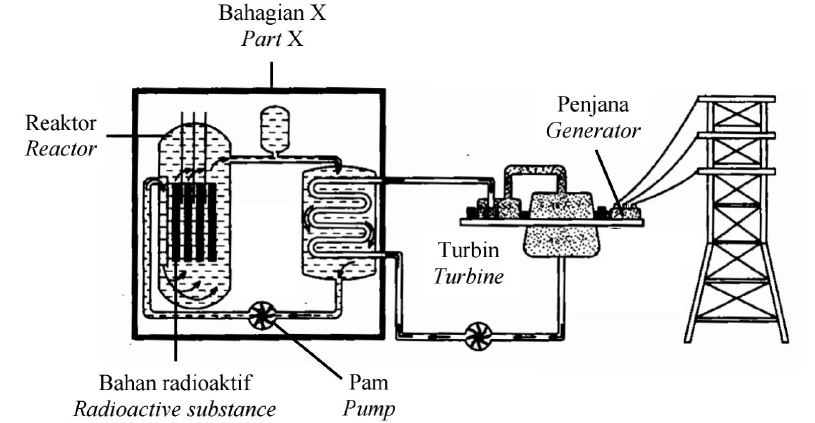 Bahagian X
Part X
Reaktor
Reactor
Penjana
Generator
Turbin
Turbine
Bahan radioaktif
Radioactive substance
Pam
Pump